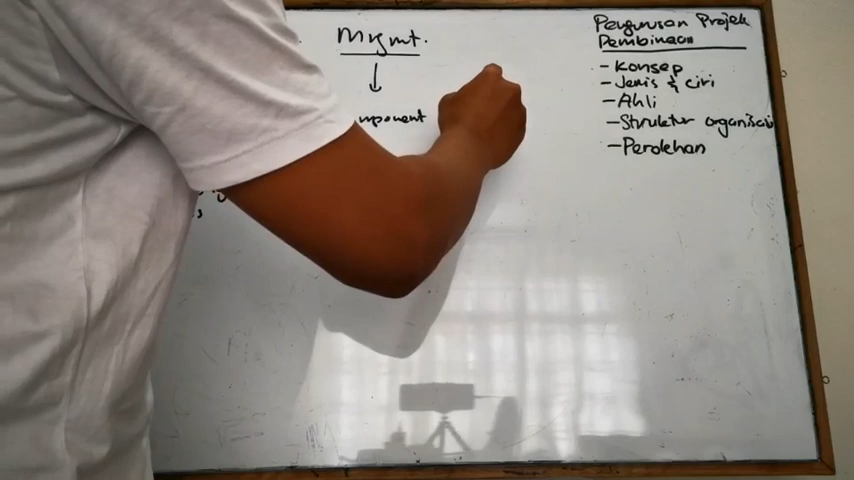 Mgmt.
mponent
Pengurusan Projek
Pembinaan
- Konsep
- Jenis & ciri
- Ahli
- Struktur organisasi
- Perolehan